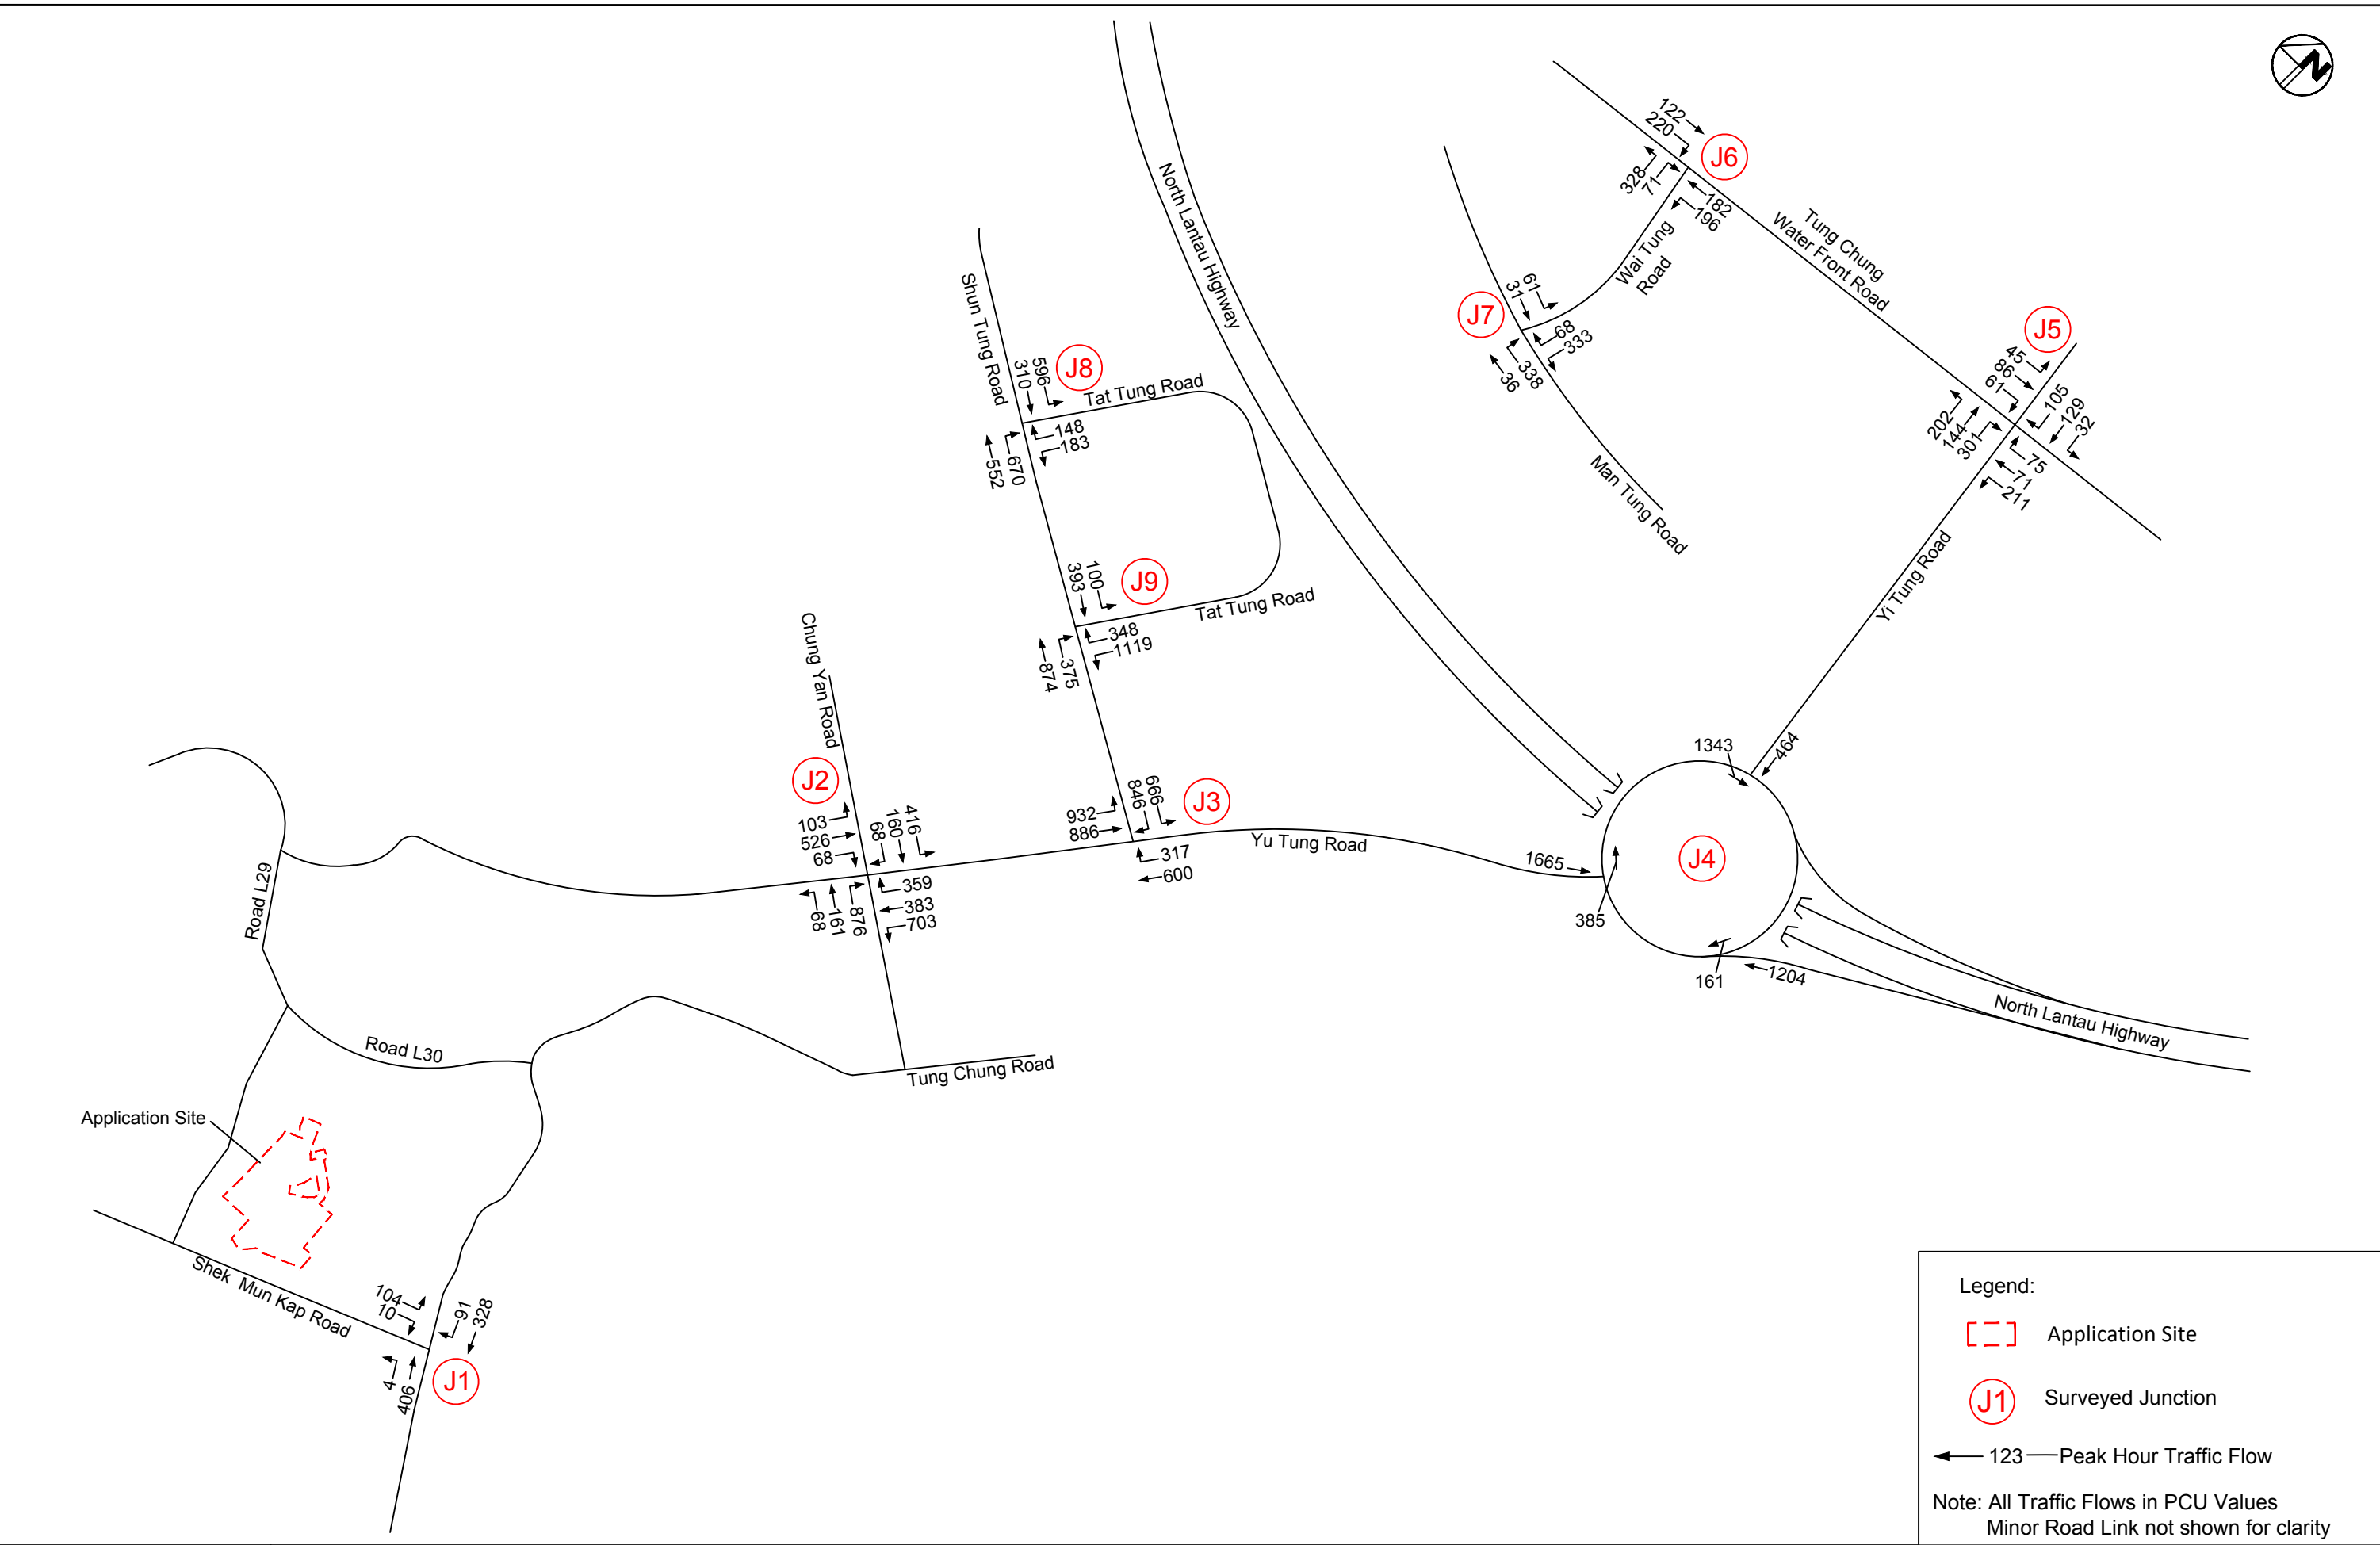 N
122
220
J6
328
71
182
196
Tung Chung
Water Front Road
Wai Tung
Road
North Lantau Highway
61
31
J7
68
333
338
36
J5
45
86
61
105
129
32
202
144
301
75
71
211
Man Tung Road
Yi Tung Road
Shun Tung Road
596
310
J8
Tat Tung Road
148
183
670
552
100
393
J9
Tat Tung Road
348
1119
375
874
Chung Yan Road
J2
103
526
68
416
160
68
359
383
703
68
161
876
932
886
666
846
J3
317
600
Yu Tung Road
1343
464
1665
J4
385
161
1204
North Lantau Highway
Road L29
Road L30
Tung Chung Road
Application Site
Shek Mun Kap Road
104
10
91
328
4
406
J1
Legend:
Application Site
J1
Surveyed Junction
123
Peak Hour Traffic Flow
Note: All Traffic Flows in PCU Values
Minor Road Link not shown for clarity